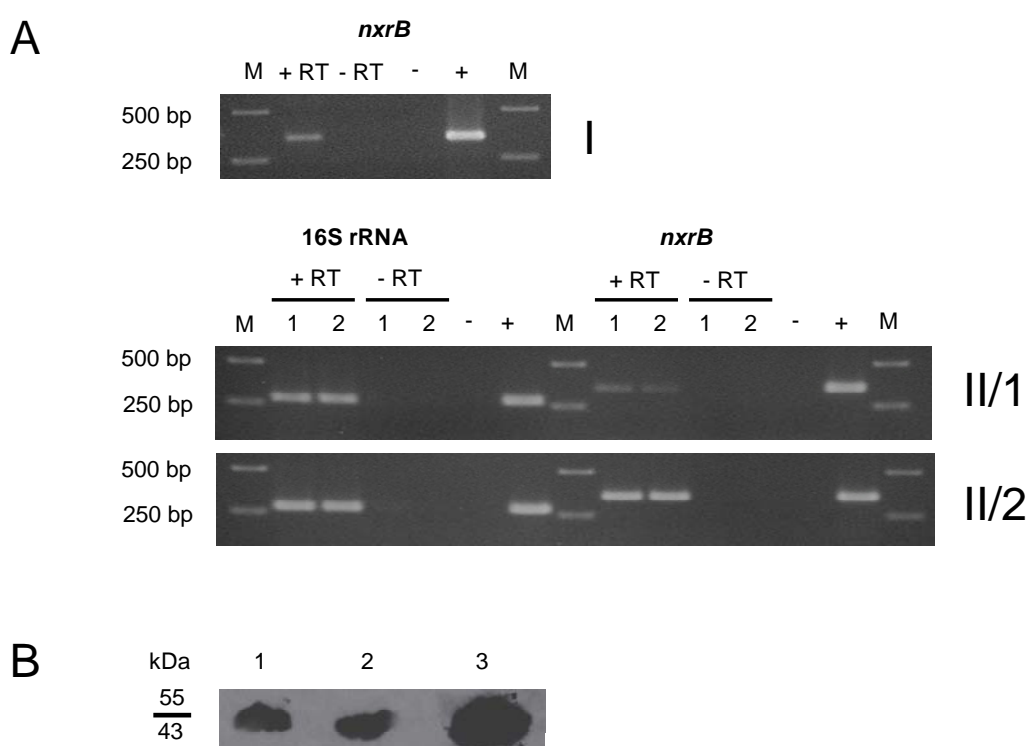 A
nxrB
M + RT - RT - + M
500 bp
250 bp
I
16S rRNA nxrB
+ RT - RT + RT - RT
M 1 2 1 2 - + M 1 2 1 2 - + M
500 bp
250 bp
II/1
500 bp
250 bp
II/2
B
kDa 1 2 3
55
43